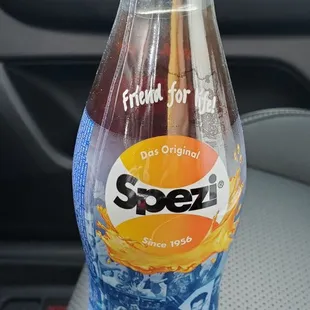 Friend for life!
Das Original
Spezi®
Since 1956